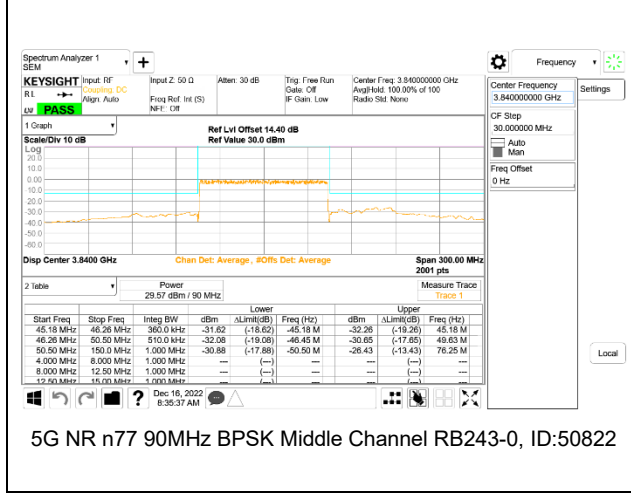 Spectrum Analyzer 1
SEM
+
Frequency
KEYSIGHT Input: RF Input Z: 50 Ω Atten: 30 dB Trig: Free Run Center Freq: 3.840000000 GHz
RL Coupling: DC Gate: Off Avg|Hold: 100.00% of 100
Align: Auto Freq Ref: Int (S) IF Gain: Low Radio Std: None
PASS NFE: Off
Center Frequency
3.840000000 GHz
Settings
CF Step
30.000000 MHz
Auto
Man
Freq Offset
0 Hz
1 Graph
Ref Lvl Offset 14.40 dB
Scale/Div 10 dB Ref Value 30.0 dBm
Log
20.0
10.0
0.00
-10.0
-20.0
-30.0
-40.0
-50.0
-60.0
Disp Center 3.8400 GHz Chan Det: Average, #Offs Det: Average Span 300.00 MHz
2001 pts
2 Table Power Measure Trace
29.57 dBm / 90 MHz Trace 1
Lower Upper
Start Freq Stop Freq Integ BW dBm ΔLimit(dB) Freq (Hz) dBm ΔLimit(dB) Freq (Hz)
45.18 MHz 46.26 MHz 360.0 kHz -31.62 (-18.62) -45.18 M -32.26 (-19.26) 45.18 M
46.26 MHz 50.50 MHz 510.0 kHz -32.08 (-19.08) -46.45 M -30.65 (-17.65) 49.63 M
50.50 MHz 150.0 MHz 1.000 MHz -30.88 (-17.88) -50.50 M -26.43 (-13.43) 76.25 M
4.000 MHz 8.000 MHz 1.000 MHz --- (---) --- --- (---) ---
8.000 MHz 12.50 MHz 1.000 MHz --- (---) --- --- (---) ---
12.50 MHz 15.00 MHz 1.000 MHz --- (---) --- --- (---) ---
Local
? Dec 16, 2022
8:35:37 AM
5G NR n77 90MHz BPSK Middle Channel RB243-0, ID:50822